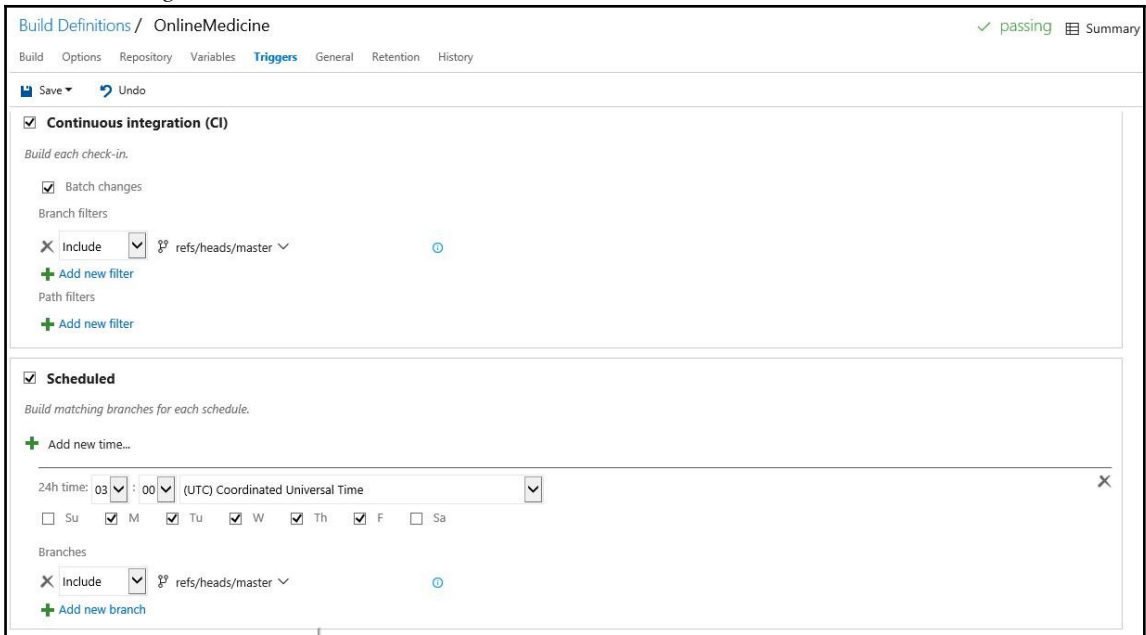 Build Definitions / OnlineMedicine
passing Summary
Build Options Repository Variables Triggers General Retention History
Save Undo
Continuous integration (CI)
Build each check-in.
Batch changes
Branch filters
Include refs/heads/master
Add new filter
Path filters
Add new filter
Scheduled
Build matching branches for each schedule.
Add new time...
24h time: 03 : 00 (UTC) Coordinated Universal Time
Su M Tu W Th F Sa
Branches
Include refs/heads/master
Add new branch